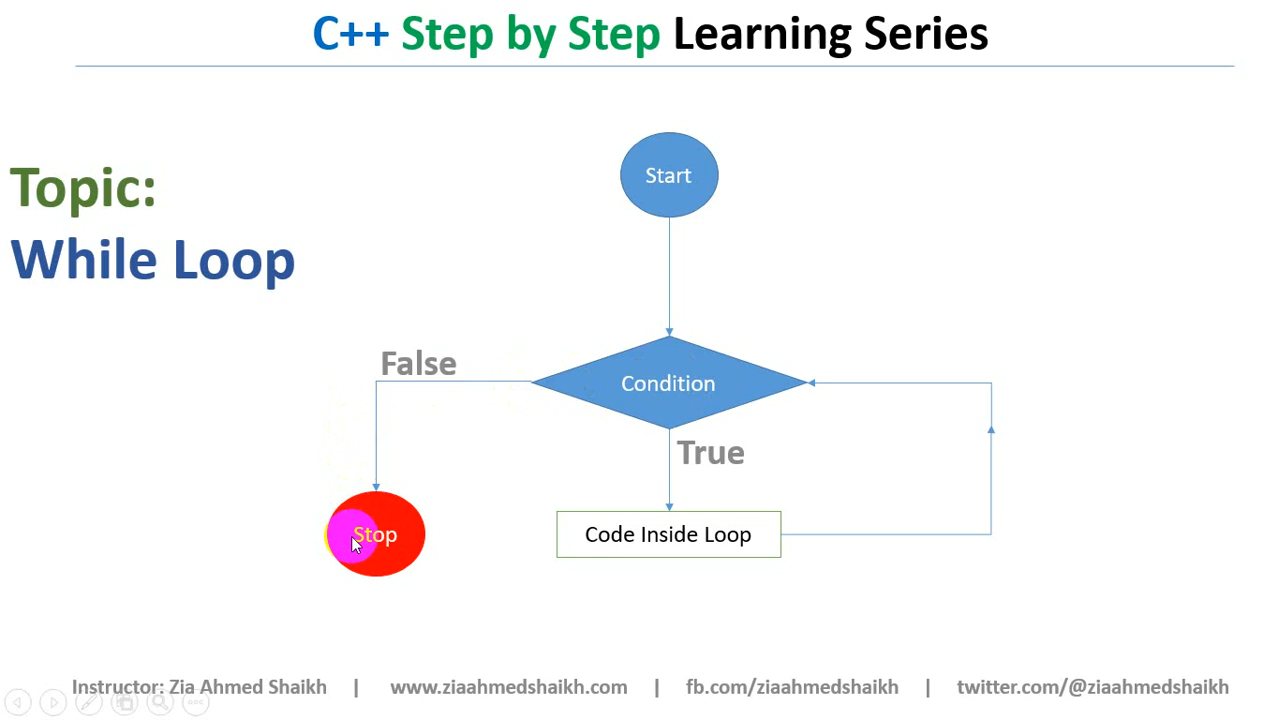 C++ Step by Step Learning Series
Topic:
While Loop
Start
False
Condition
True
Stop
Code Inside Loop
Instructor: Zia Ahmed Shaikh | www.ziaahmedshaikh.com | fb.com/ziaahmedshaikh | twitter.com/@ziaahmedshaikh